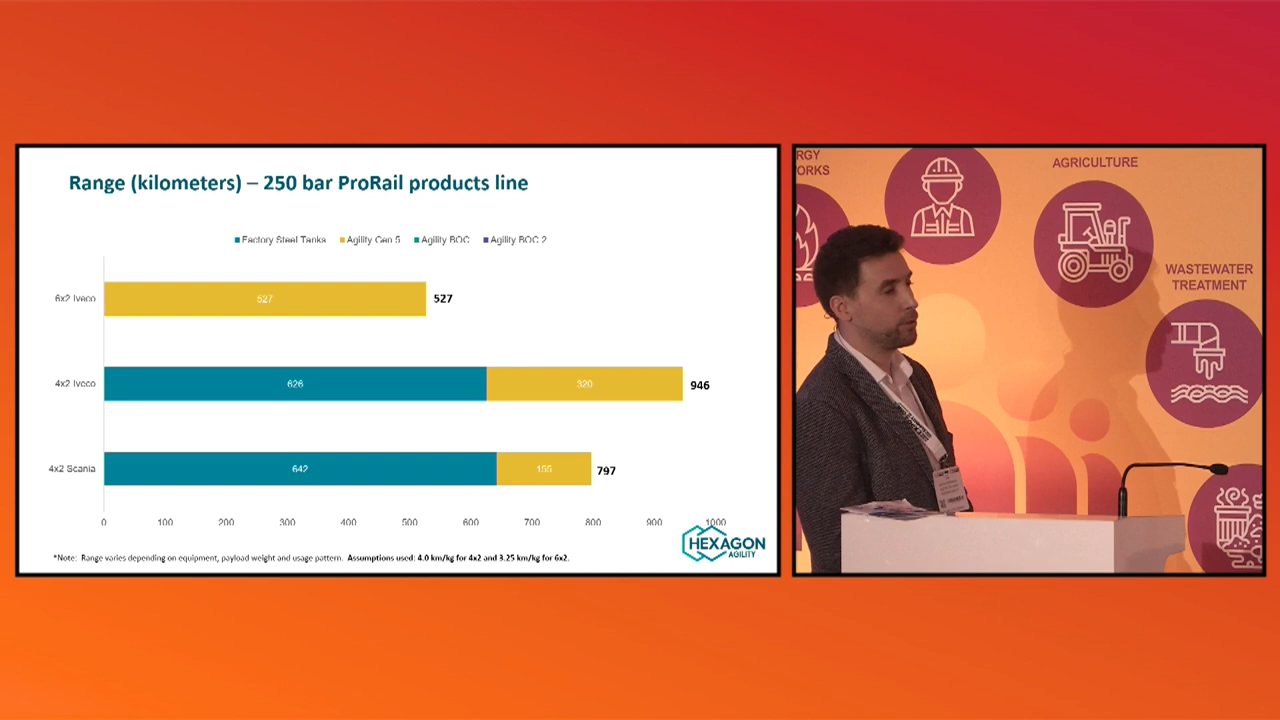 Range (kilometers) – 250 bar ProRail products line
Factory Steel Tanks Agility Gen 5 Agility BOC Agility BOC 2
6x2 Iveco 527 527
4x2 Iveco 626 320 946
4x2 Scania 642 155 797
0 100 200 300 400 500 600 700 800 900 1000
*Note: Range varies depending on equipment, payload weight and usage pattern. Assumptions used: 4.0 km/kg for 4x2 and 3.25 km/kg for 6x2.
HEXAGON
AGILITY
AGRICULTURE
WASTEWATER
TREATMENT